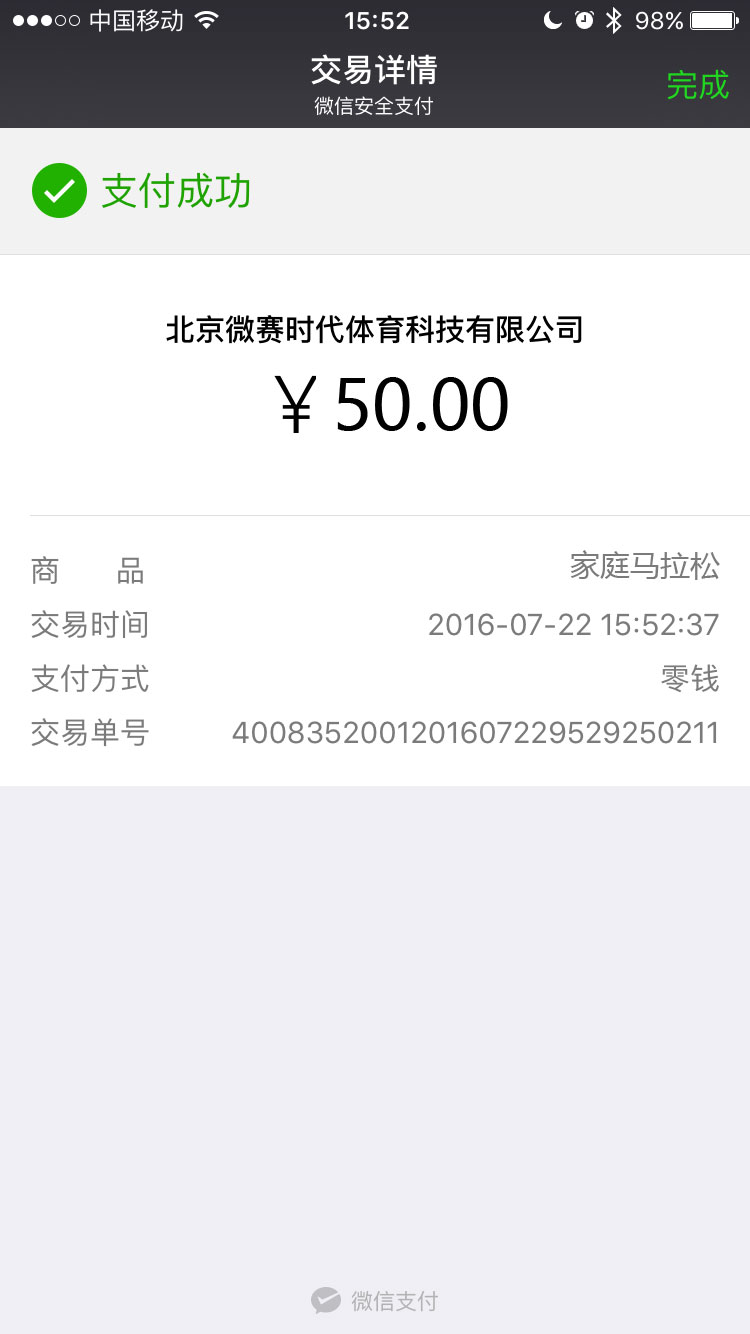 中国移动 15:52 98%
交易详情
微信安全支付
完成
支付成功
北京微赛时代体育科技有限公司
￥50.00
商 品 家庭马拉松
交易时间 2016-07-22 15:52:37
支付方式 零钱
交易单号 4008352001201607229529250211
微信支付